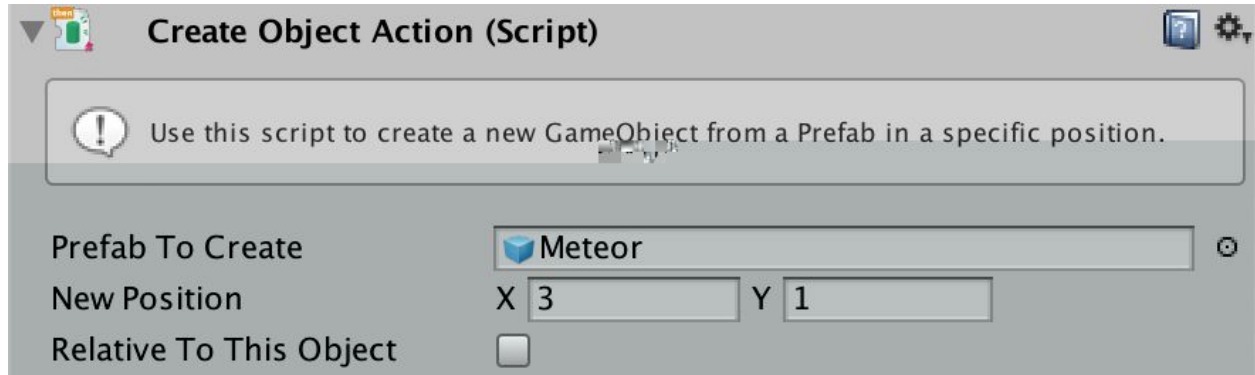 then
Create Object Action (Script)
Use this script to create a new GameObject from a Prefab in a specific position.
Prefab To Create Meteor
New Position X 3 Y 1
Relative To This Object